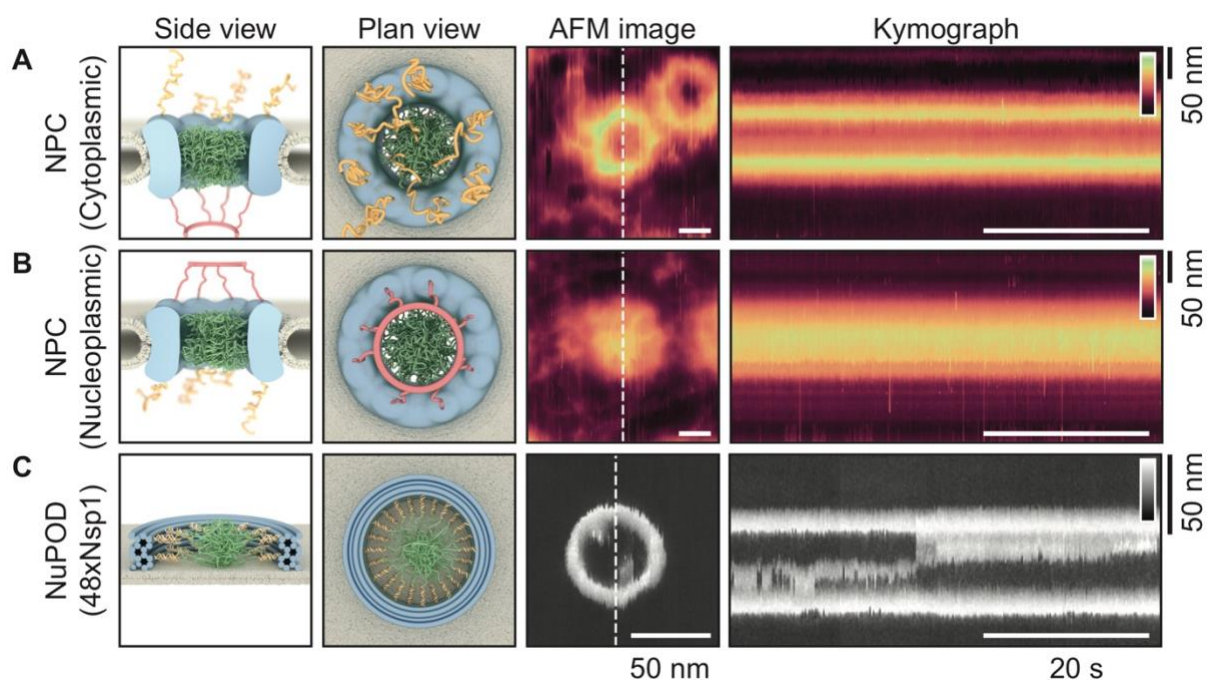 Side view Plan view AFM image Kymograph
A
NPC
(Cytoplasmic)
50 nm
B
NPC
(Nucleoplasmic)
50 nm
C
NuPOD
(48xNsp1)
50 nm
50 nm 20 s